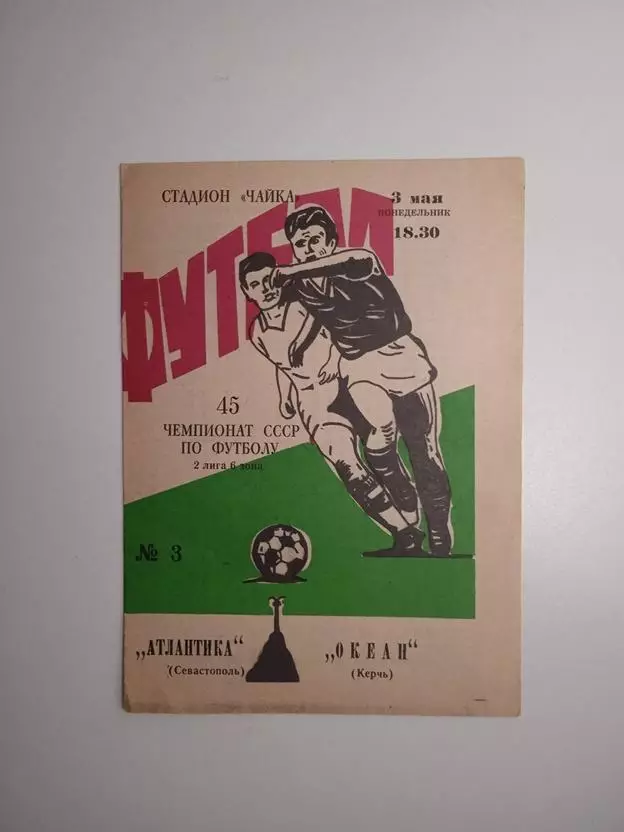 СТАДИОН «ЧАЙКА»
3 мая
ПОНЕДЕЛЬНИК
18.30
ФУТБОЛ
45
ЧЕМПИОНАТ СССР
ПО ФУТБОЛУ
2 лига 6 зона
№ 3
„АТЛАНТИКА“
(Севастополь)
„ОКЕАН“
(Керчь)